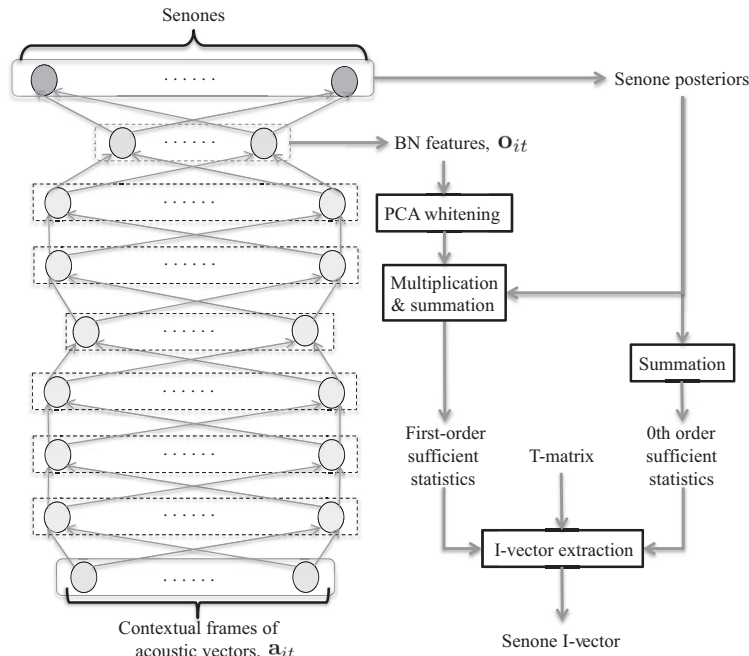 Senones
. . . . . .
Senone posteriors
. . . . . .
BN features, o_it
. . . . . .
PCA whitening
. . . . . .
Multiplication
& summation
. . . . . .
Summation
. . . . . .
First-order
sufficient
statistics
0th order
sufficient
statistics
. . . . . .
T-matrix
. . . . . .
I-vector extraction
. . . . . .
Contextual frames of
acoustic vectors, a_it
Senone I-vector